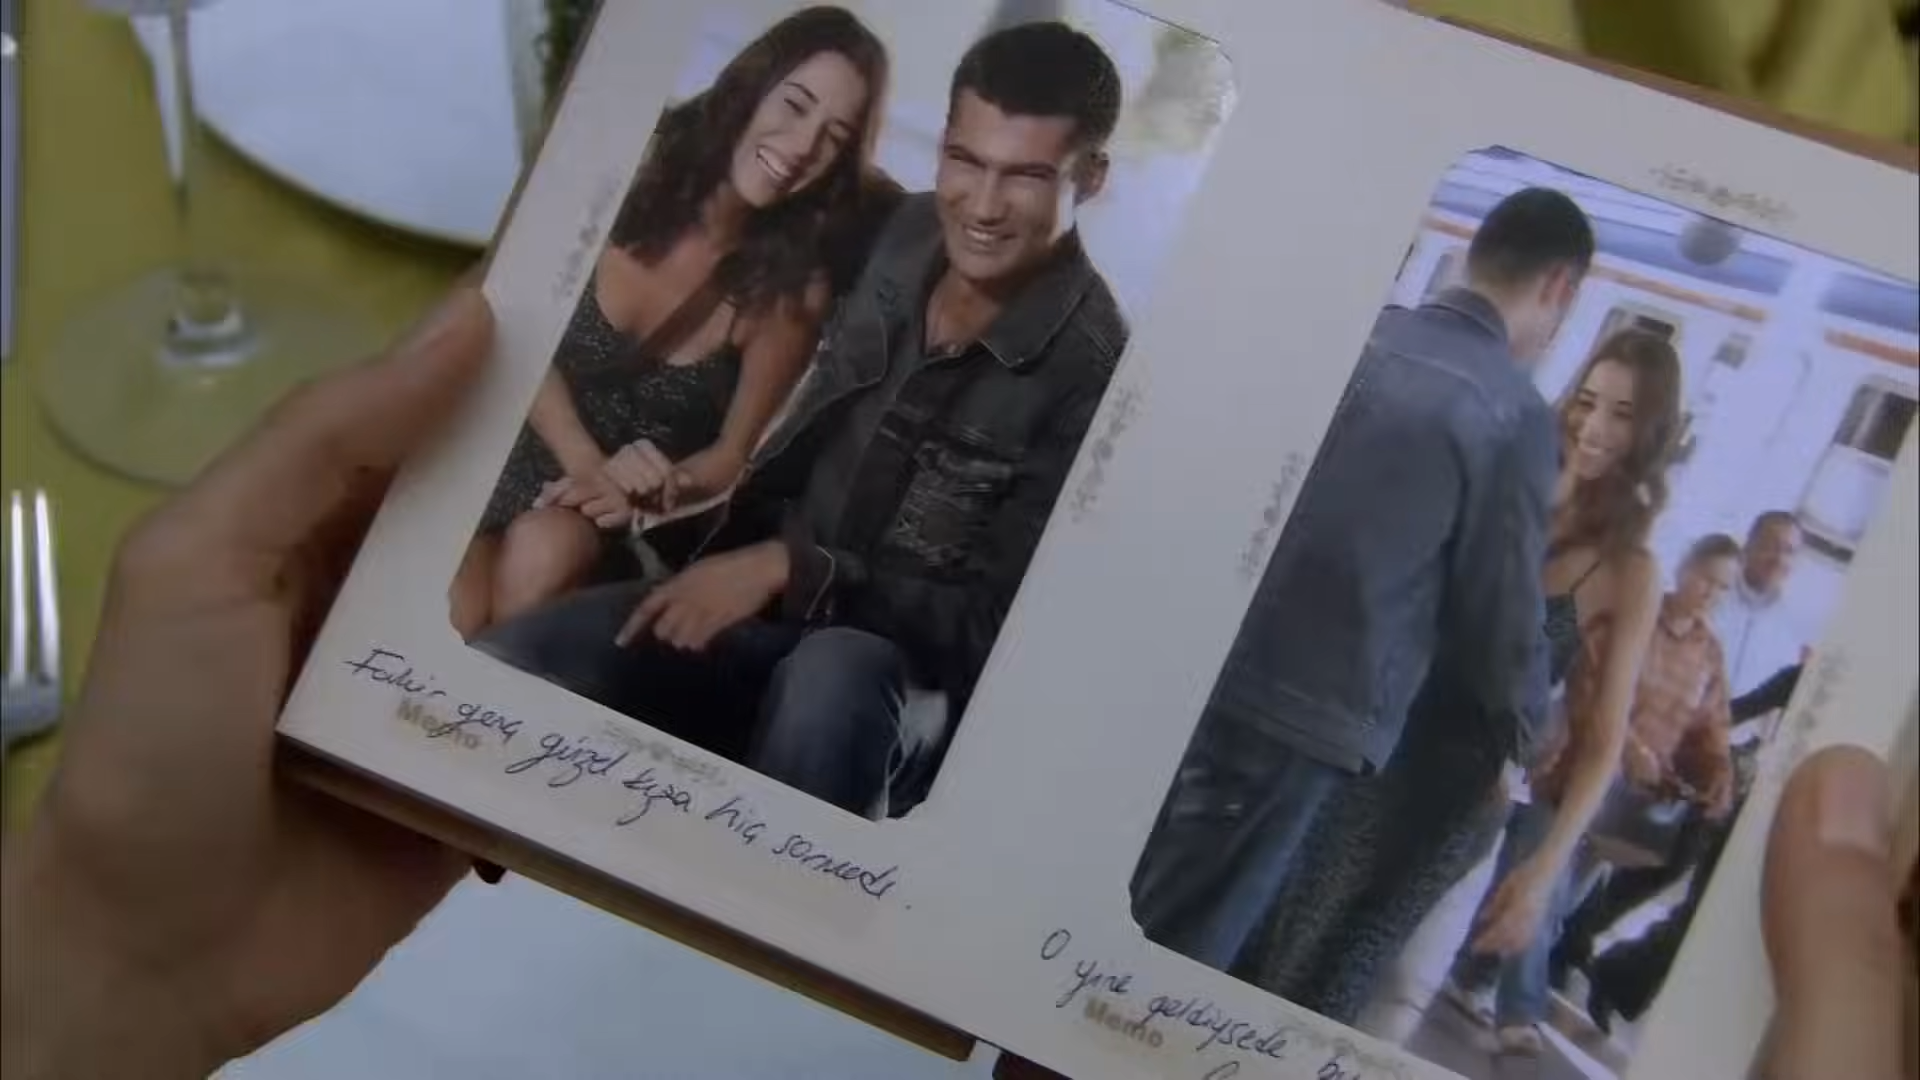 Fakir genç güzel kıza hiç sormadı.
Memo
O yine geldiyse de
Memo